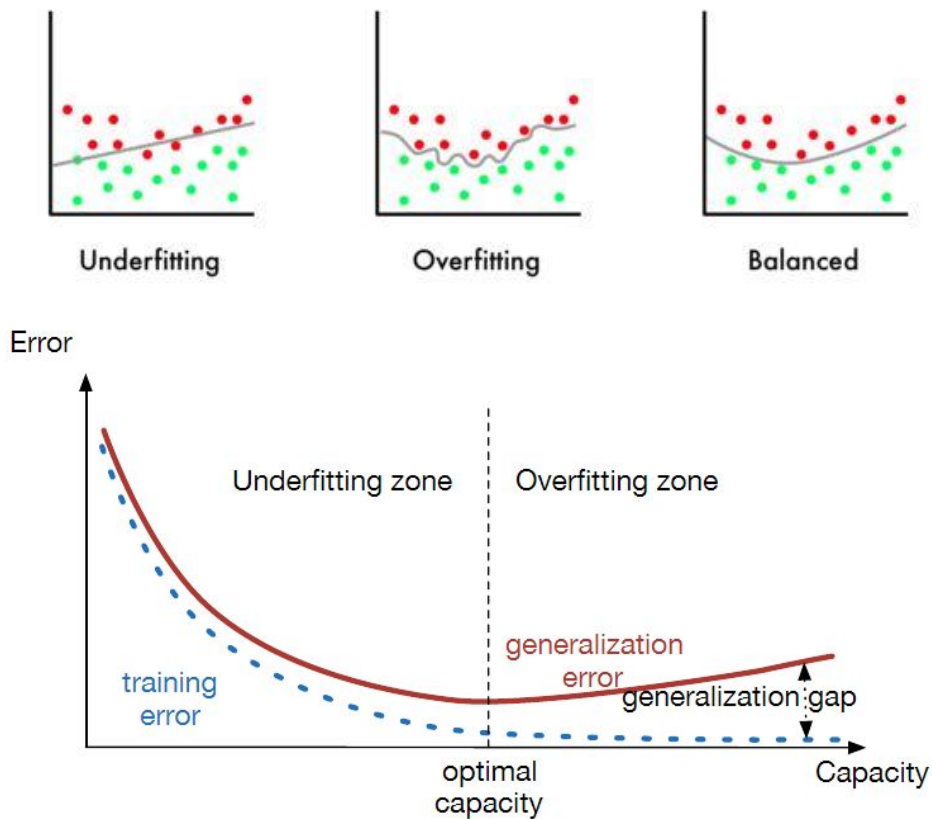 Underfitting
Overfitting
Balanced
Error
Underfitting zone
Overfitting zone
generalization
error
training
error
generalization gap
optimal
capacity
Capacity